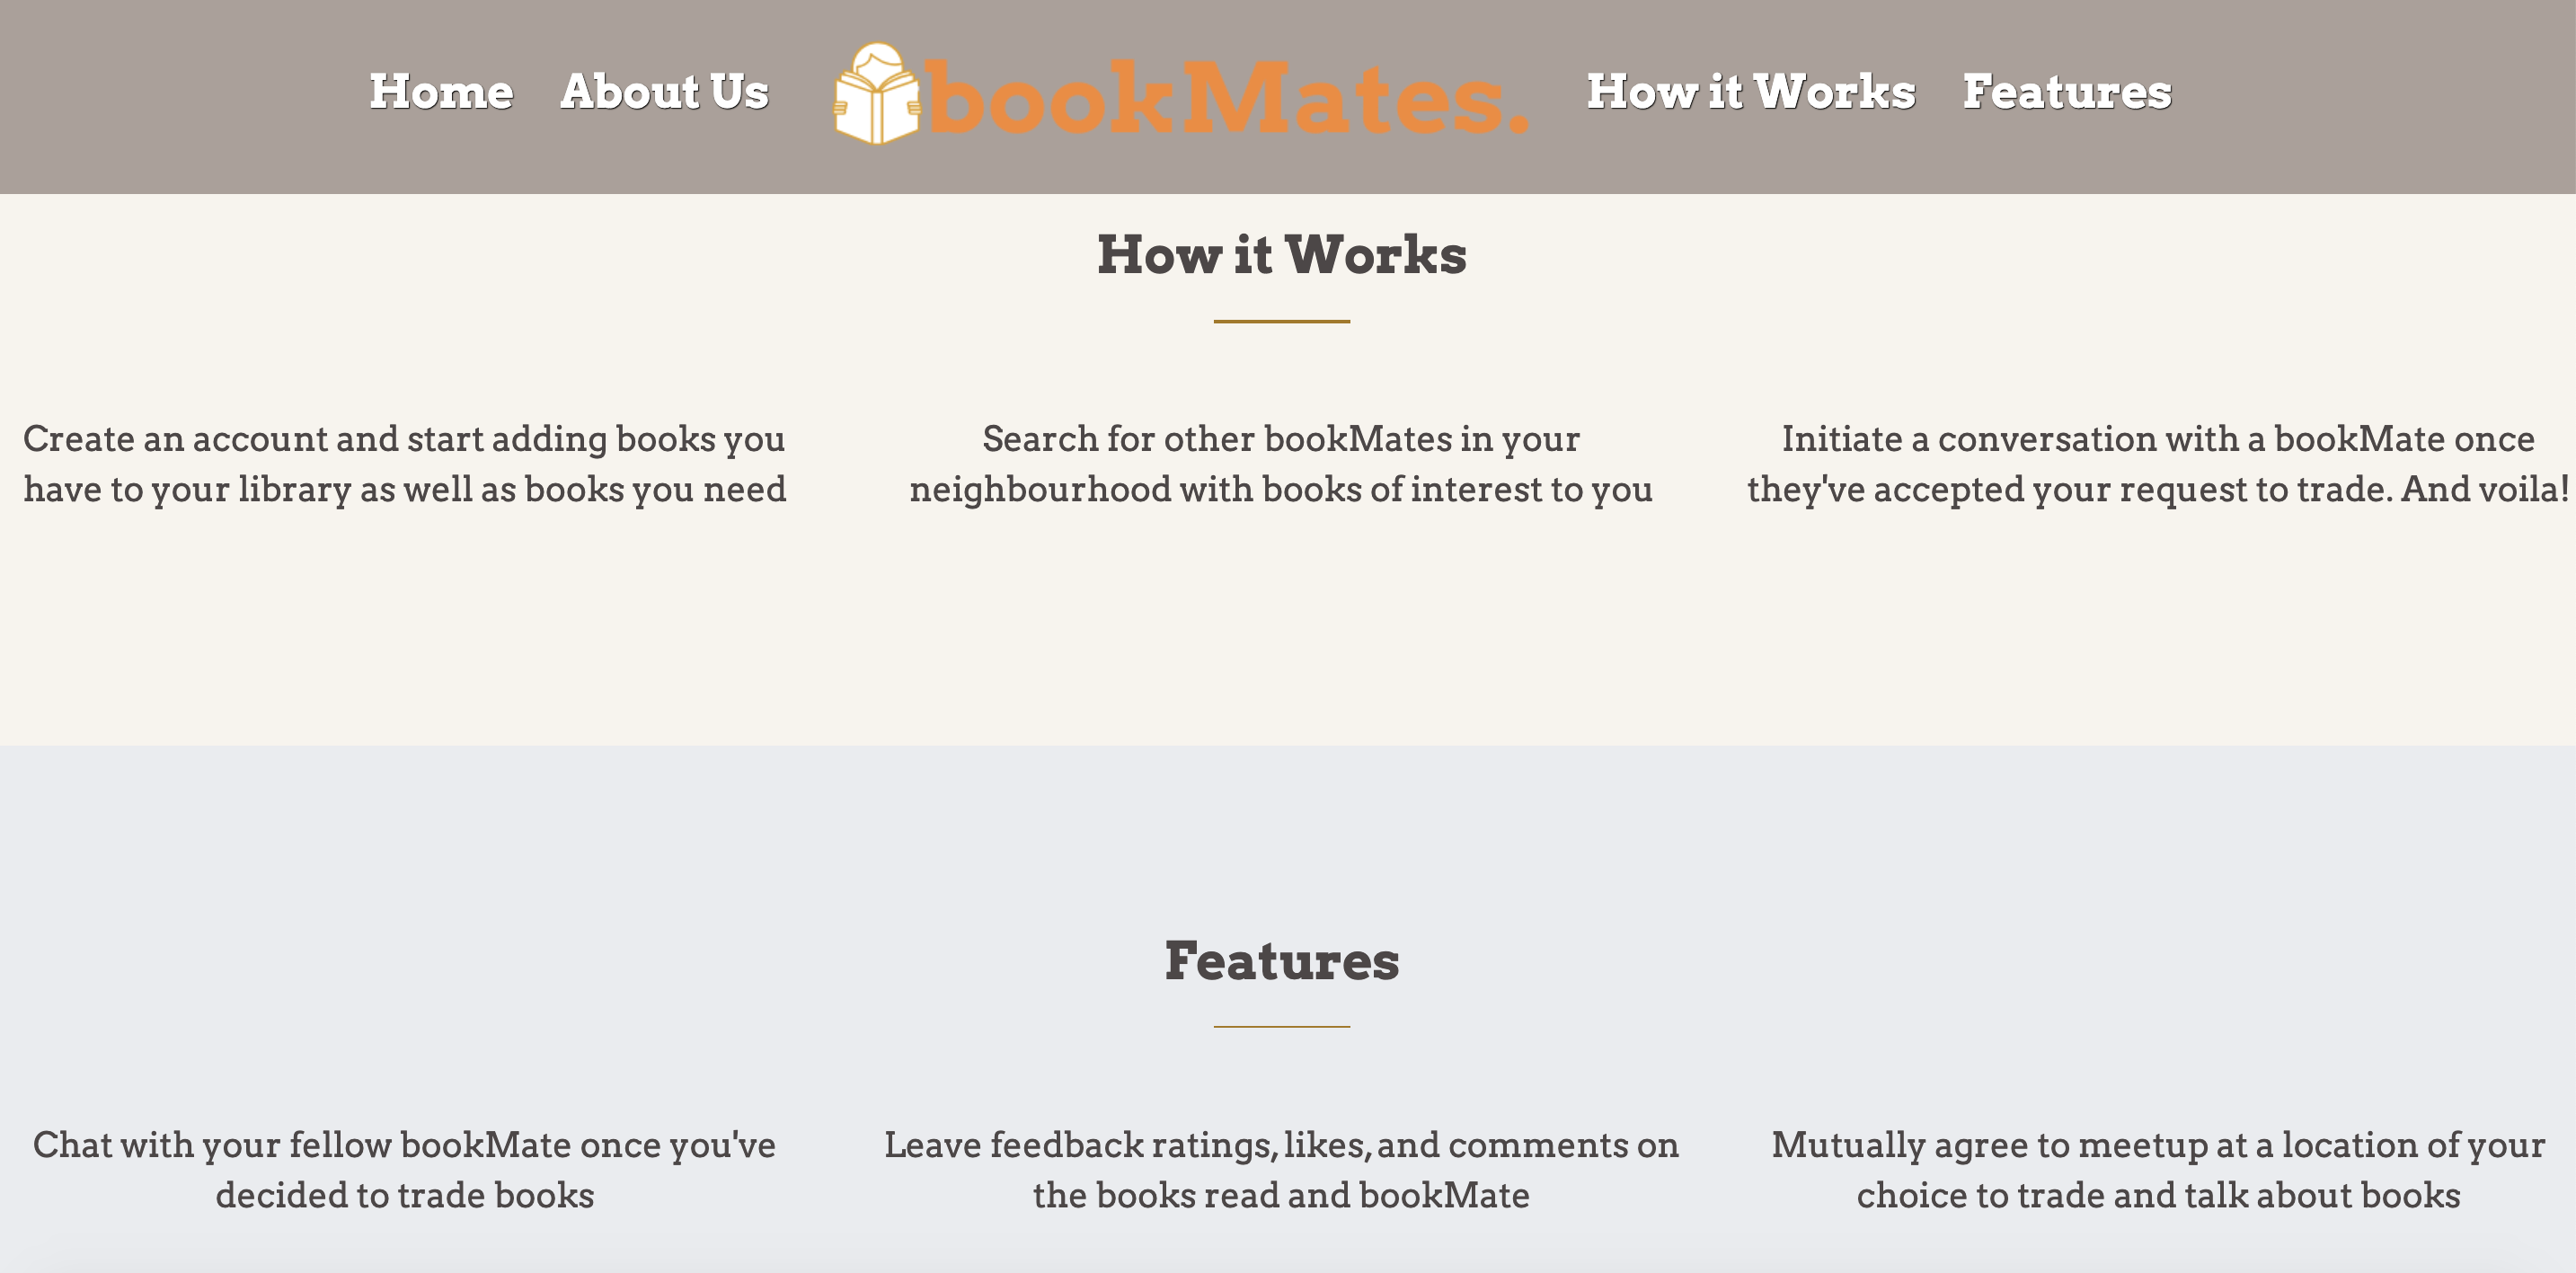 Home About Us bookMates. How it Works Features
How it Works
Create an account and start adding books you
have to your library as well as books you need
Search for other bookMates in your
neighbourhood with books of interest to you
Initiate a conversation with a bookMate once
they've accepted your request to trade. And voila!
Features
Chat with your fellow bookMate once you've
decided to trade books
Leave feedback ratings, likes, and comments on
the books read and bookMate
Mutually agree to meetup at a location of your
choice to trade and talk about books